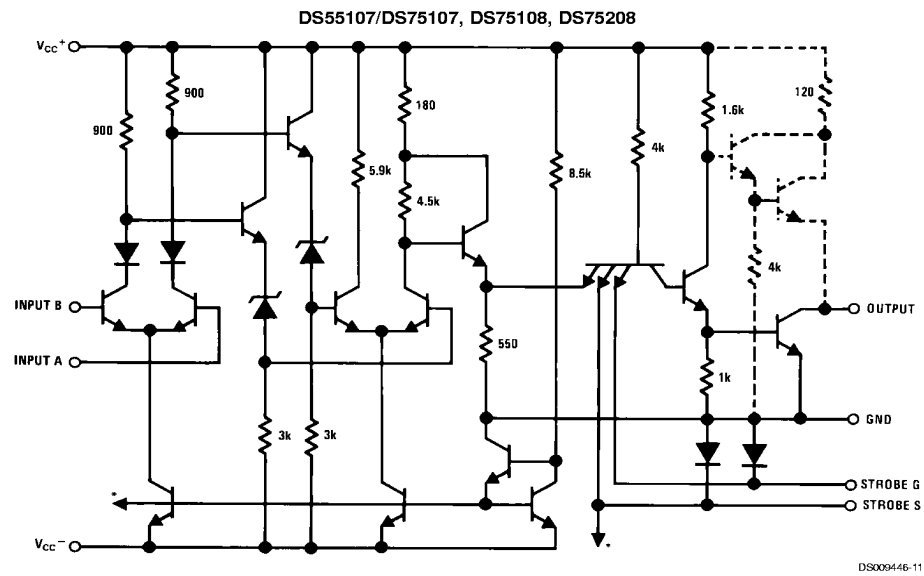 DS55107/DS75107, DS75108, DS75208
VCC+
900
900
180
1.6k
120
5.9k
4.5k
8.5k
4k
4k
INPUT B
INPUT A
OUTPUT
550
1k
3k
3k
GND
STROBE G
STROBE S
*
*
VCC−
DS009446-11